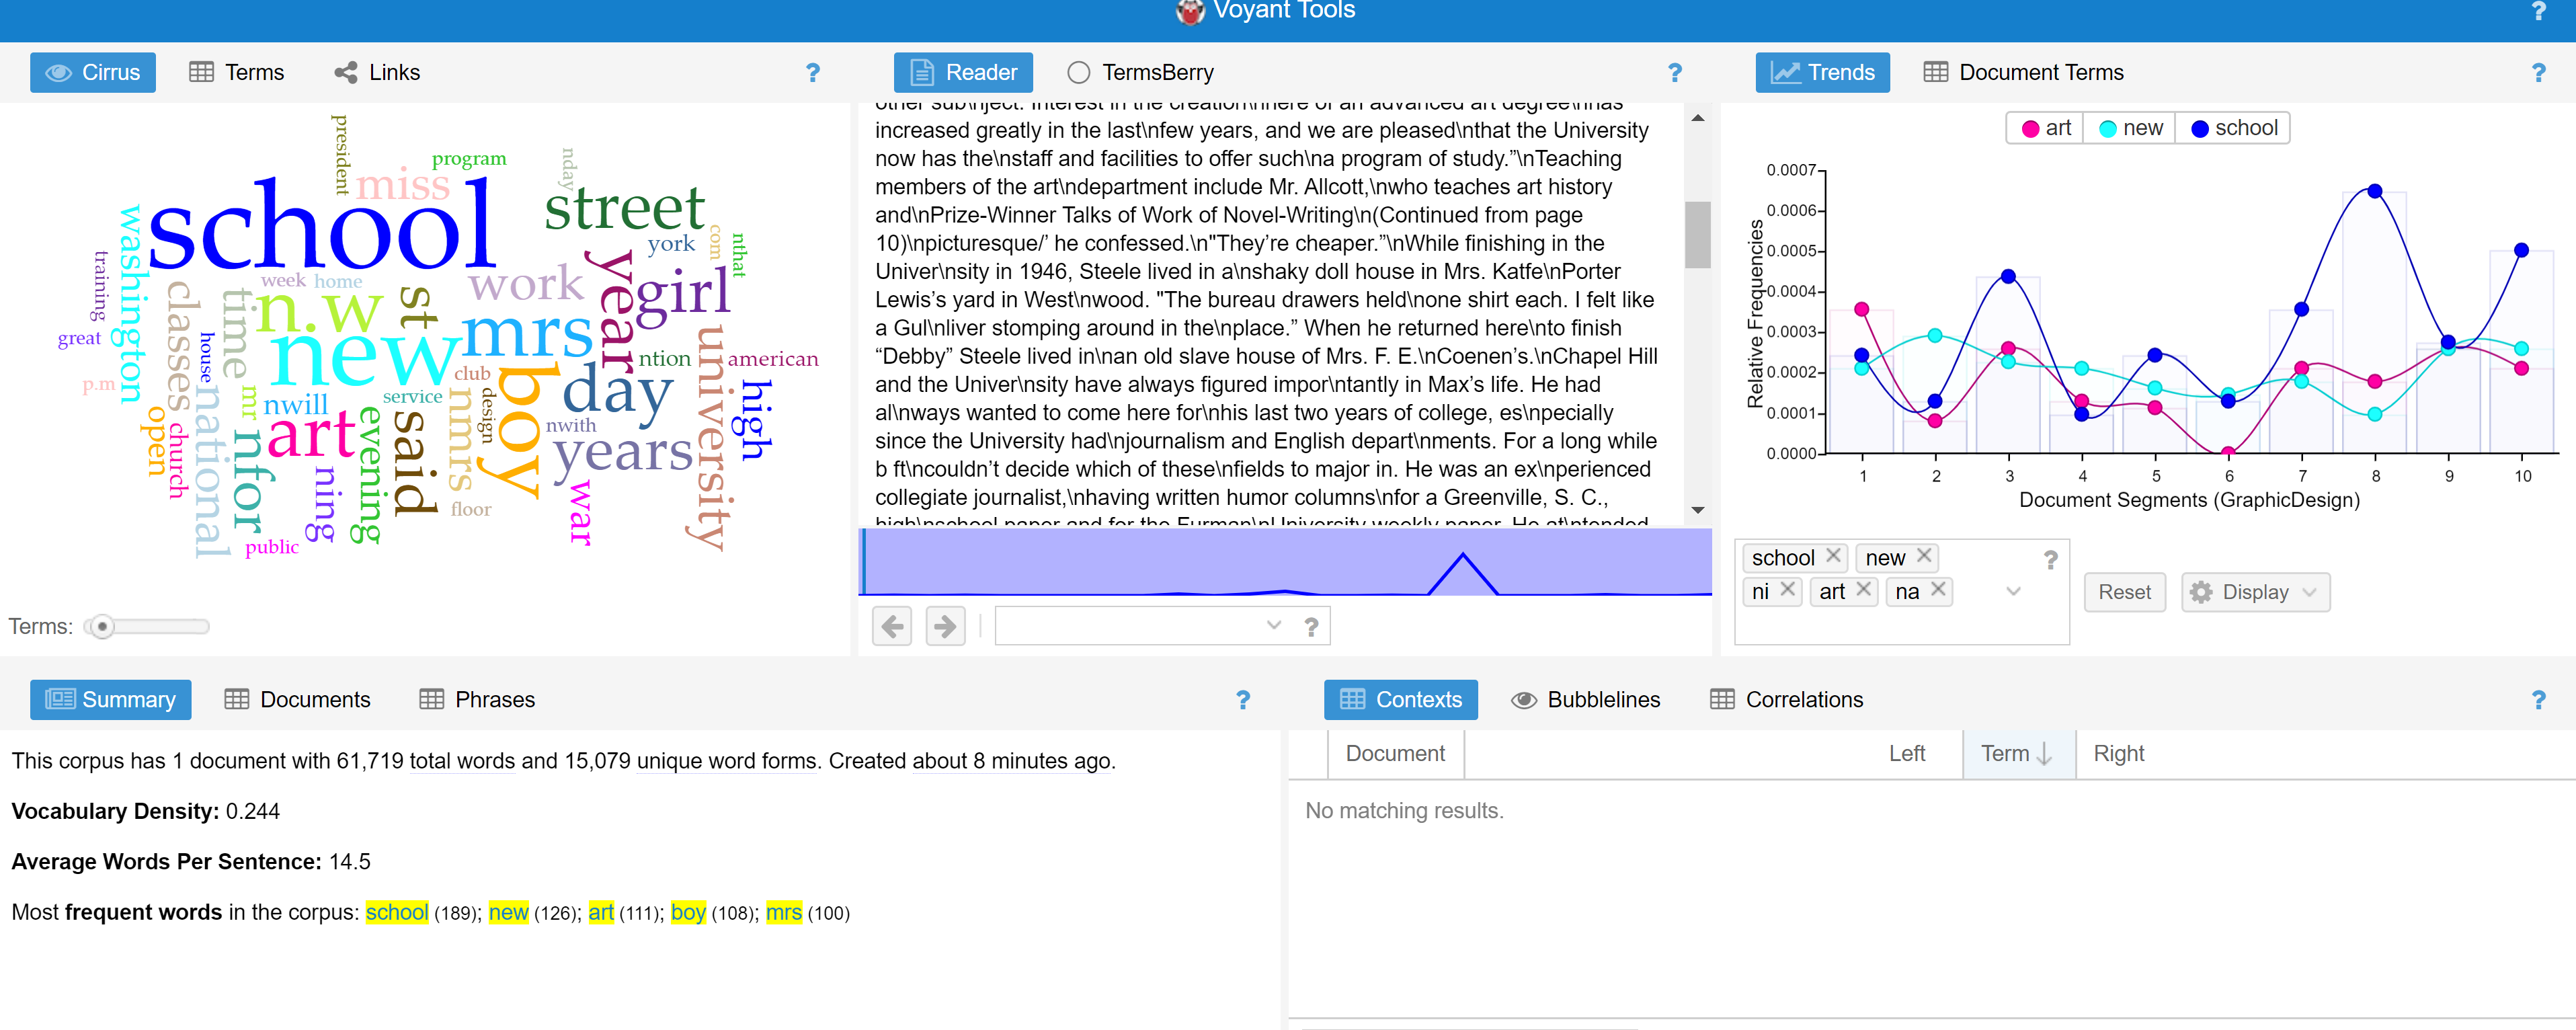 Voyant Tools
?
Cirrus Terms Links ?
president
program
nday
miss
school
street
washington
york
com
nthat
training
week home
work
year
girl
classes
time
n.w
st
great
house
new
mrs
ntion
university
american
p.m
club
boy
day
high
open
church
national
mr
nwill
service
nmrs
design
art
evening
said
nwith
years
nfor
ning
floor
war
public
Terms:
Reader TermsBerry ?
other sub\nject. Interest in the creation\nhere of an advanced art degree\nhas
increased greatly in the last\nfew years, and we are pleased\nthat the University
now has the\nstaff and facilities to offer such\na program of study.”\nTeaching
members of the art\ndepartment include Mr. Allcott,\nwho teaches art history
and\nPrize-Winner Talks of Work of Novel-Writing\n(Continued from page
10)\npicturesque/’ he confessed.\n"They’re cheaper.”\nWhile finishing in the
Univer\nsity in 1946, Steele lived in a\nshaky doll house in Mrs. Katfe\nPorter
Lewis’s yard in West\nwood. "The bureau drawers held\none shirt each. I felt like
a Gul\nliver stomping around in the\nplace.” When he returned here\nto finish
“Debby” Steele lived in\nan old slave house of Mrs. F. E.\nCoenen’s.\nChapel Hill
and the Univer\nsity have always figured impor\ntantly in Max’s life. He had
al\nways wanted to come here for\nhis last two years of college, es\npecially
since the University had\njournalism and English depart\nments. For a long while
b ft\ncouldn’t decide which of these\nfields to major in. He was an ex\nperienced
collegiate journalist,\nhaving written humor columns\nfor a Greenville, S. C.,
high\nschool paper and for the Furman\nUniversity weekly paper. He at\ntended
?
Trends Document Terms ?
art new school
Relative Frequencies
0.0007
0.0006
0.0005
0.0004
0.0003
0.0002
0.0001
0.0000
1 2 3 4 5 6 7 8 9 10
Document Segments (GraphicDesign)
school new ?
ni art na
Reset Display
Summary Documents Phrases ?
This corpus has 1 document with 61,719 total words and 15,079 unique word forms. Created about 8 minutes ago.
Vocabulary Density: 0.244
Average Words Per Sentence: 14.5
Most frequent words in the corpus: school (189); new (126); art (111); boy (108); mrs (100)
Contexts Bubblelines Correlations ?
Document Left Term Right
No matching results.